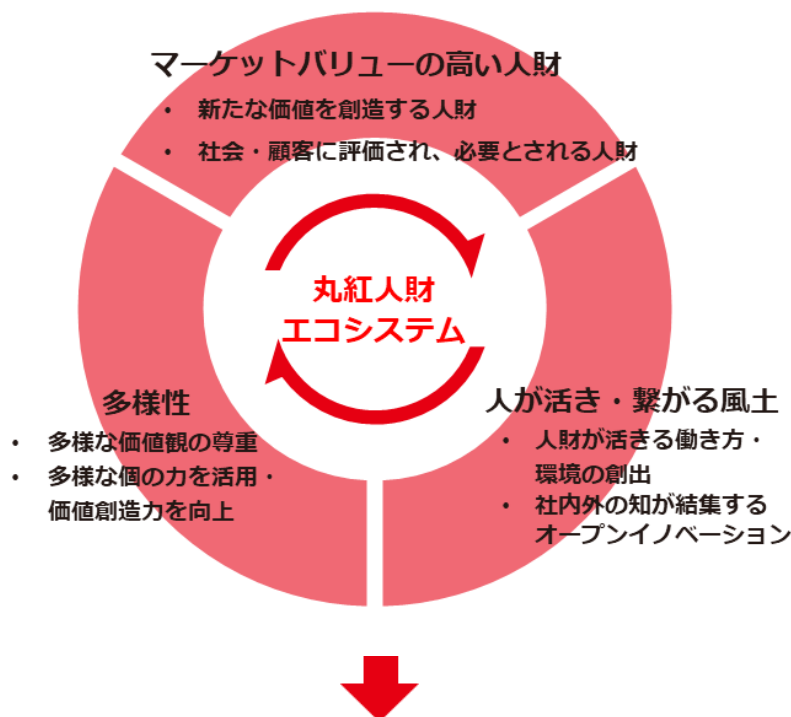 マーケットバリューの高い人財
• 新たな価値を創造する人財
• 社会・顧客に評価され、必要とされる人財
丸紅人財
エコシステム
多様性
• 多様な価値観の尊重
• 多様な個の力を活用・
価値創造力を向上
人が活き・繋がる風土
• 人財が活きる働き方・
環境の創出
• 社内外の知が結集する
オープンイノベーション